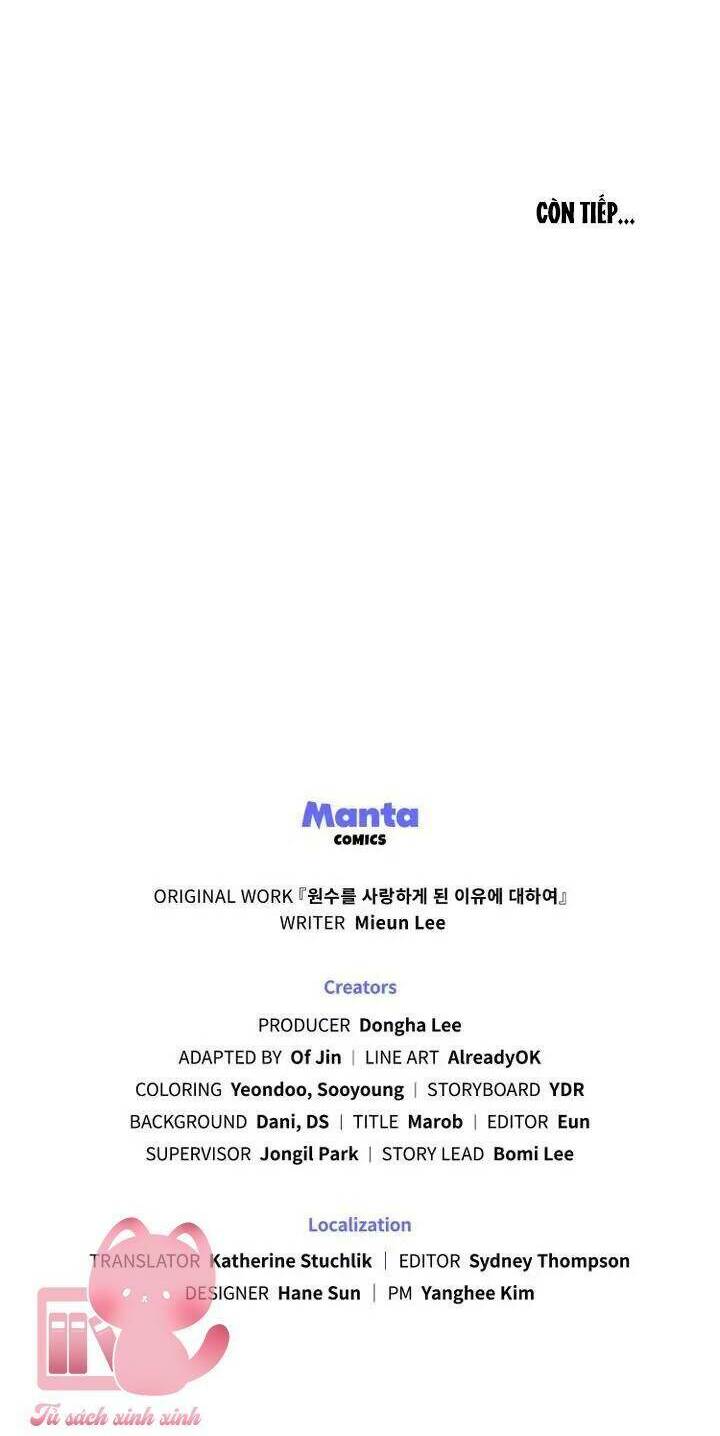 CÒN TIẾP...
Manta
COMICS
ORIGINAL WORK『원수를 사랑하게 된 이유에 대하여』
WRITER Mieun Lee
Creators
PRODUCER Dongha Lee
ADAPTED BY Of Jin | LINE ART AlreadyOK
COLORING Yeondoo, Sooyoung | STORYBOARD YDR
BACKGROUND Dani, DS | TITLE Marob | EDITOR Eun
SUPERVISOR Jongil Park | STORY LEAD Bomi Lee
Localization
TRANSLATOR Katherine Stuchlik | EDITOR Sydney Thompson
DESIGNER Hane Sun | PM Yanghee Kim
Tủ sách xinh xinh